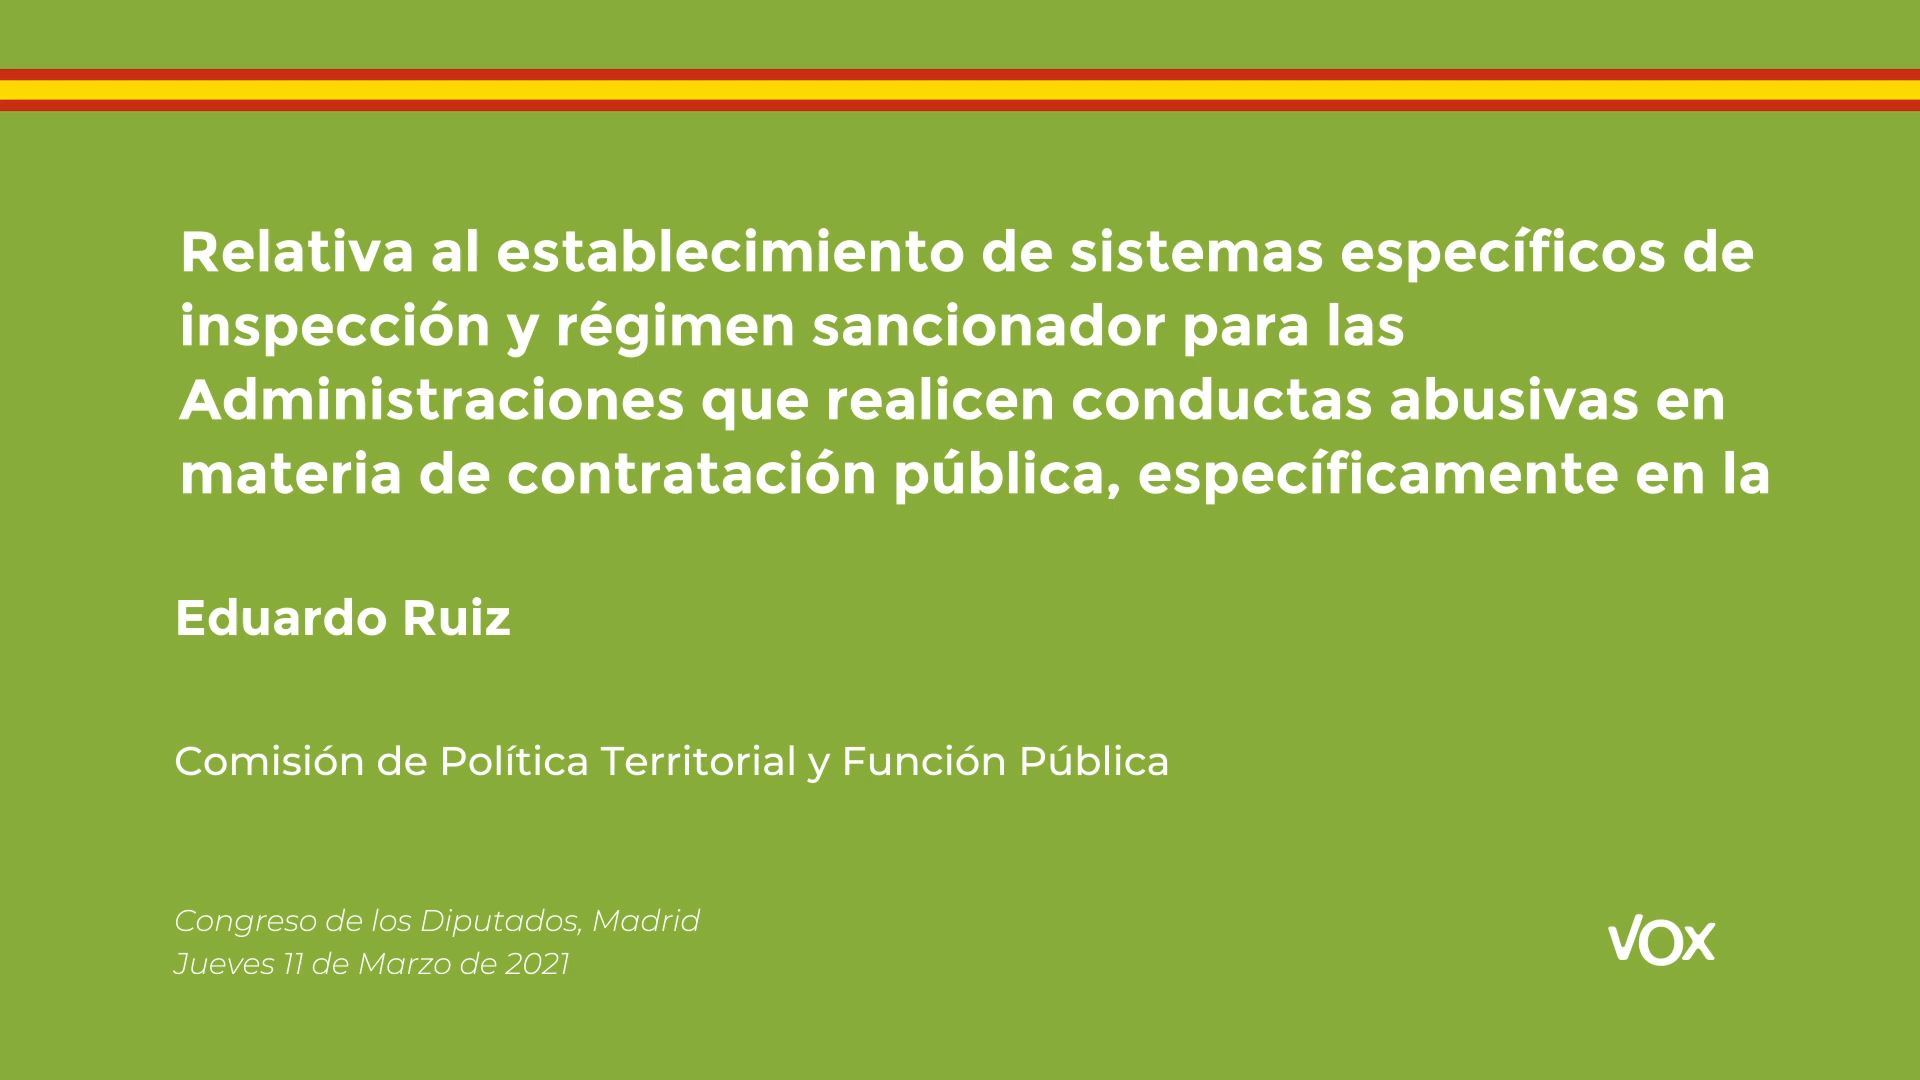 Relativa al establecimiento de sistemas específicos de
inspección y régimen sancionador para las
Administraciones que realicen conductas abusivas en
materia de contratación pública, específicamente en la
Eduardo Ruiz
Comisión de Política Territorial y Función Pública
Congreso de los Diputados, Madrid
Jueves 11 de Marzo de 2021
VOX